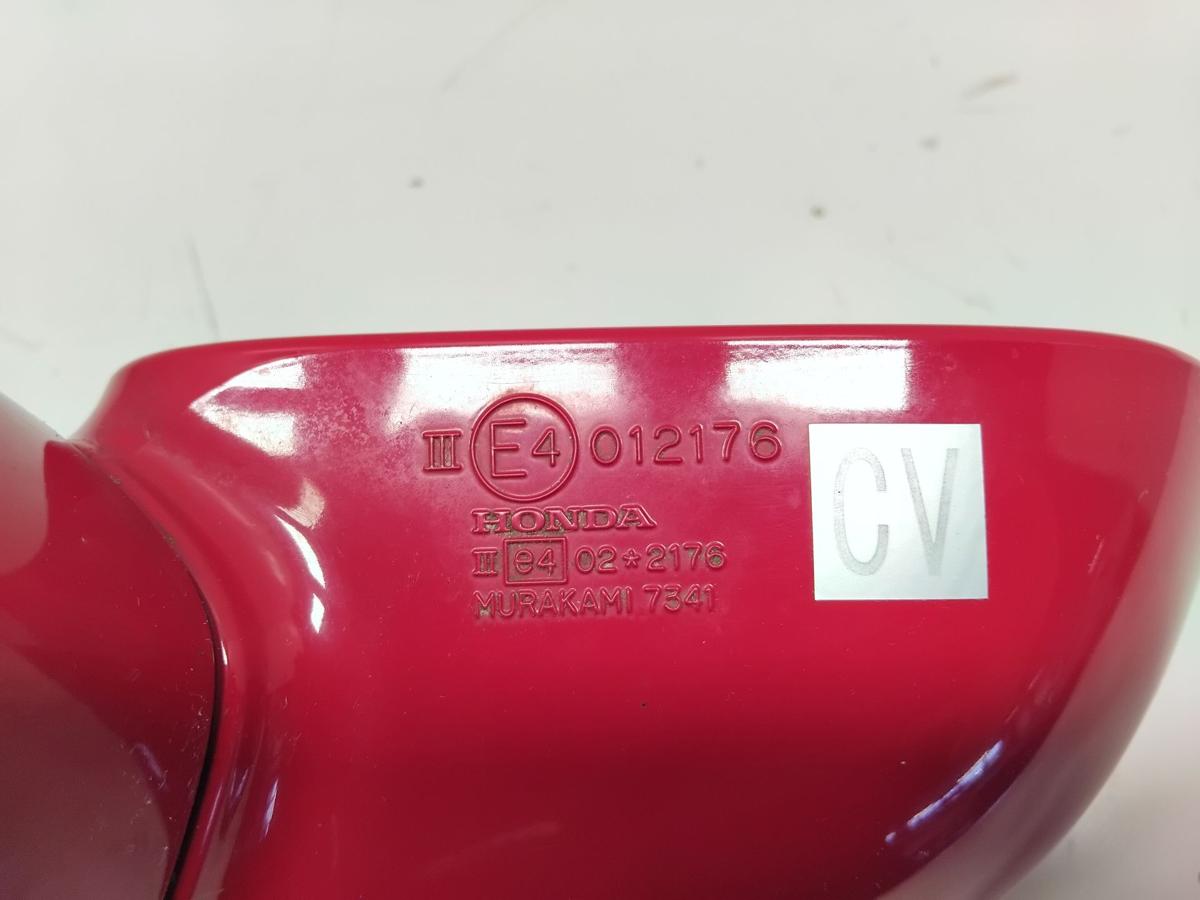 III E4 012176
CV
HONDA
III e4 02*2176
MURAKAMI 7341